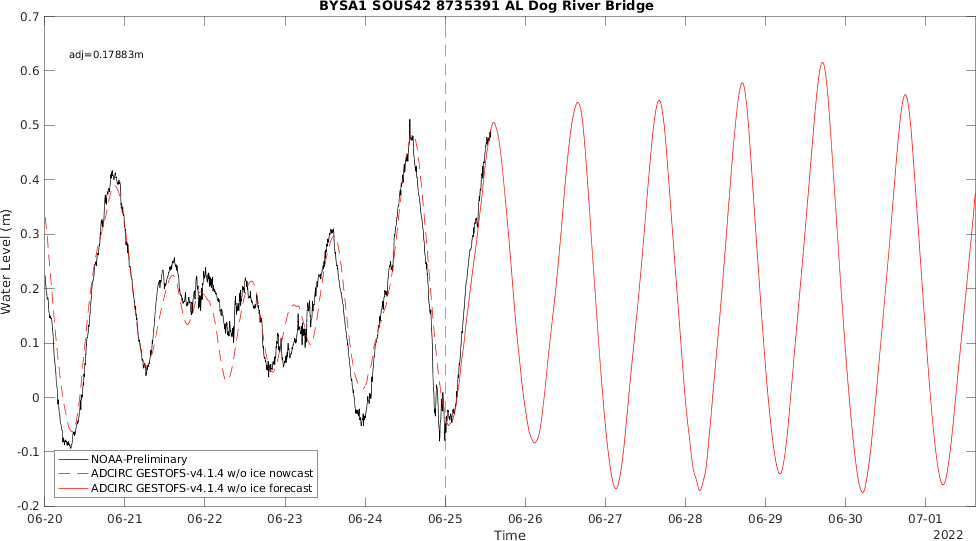 BYSA1 SOUS42 8735391 AL Dog River Bridge
adj=0.17883m
0.7
0.6
0.5
0.4
0.3
0.2
0.1
0
-0.1
-0.2
Water Level (m)
NOAA-Preliminary
ADCIRC GESTOFS-v4.1.4 w/o ice nowcast
ADCIRC GESTOFS-v4.1.4 w/o ice forecast
06-20 06-21 06-22 06-23 06-24 06-25 06-26 06-27 06-28 06-29 06-30 07-01
Time
2022